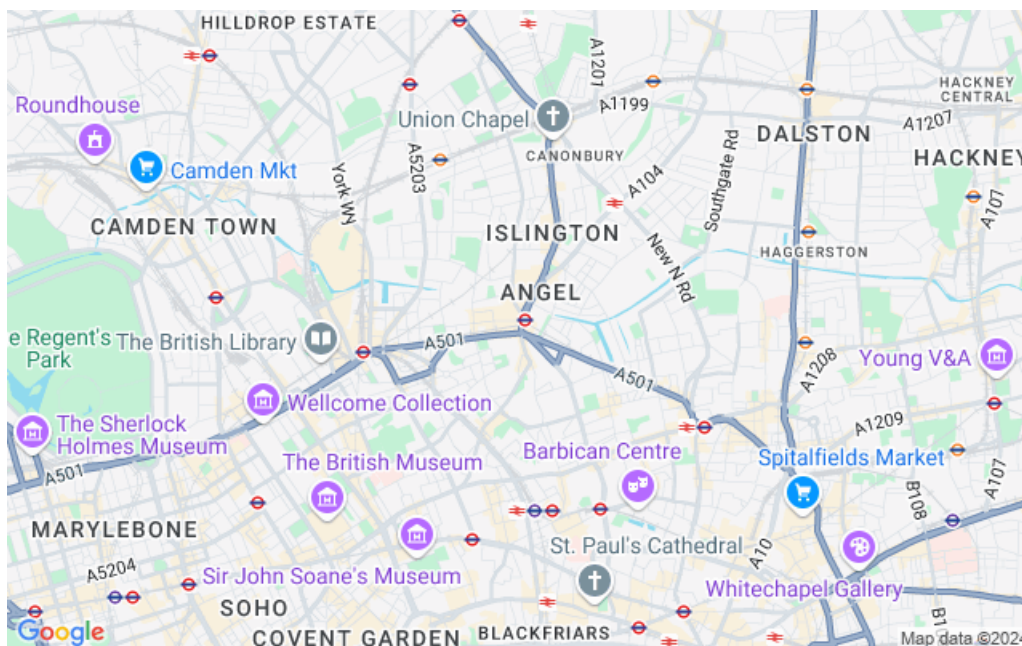 HILLDROP ESTATE
A1201
HACKNEY
CENTRAL
Roundhouse
Union Chapel
A1199
DALSTON
A1207
CANONBURY
HACKNEY
Camden Mkt
York Wy
A5203
A104
Southgate Rd
A107
CAMDEN TOWN
ISLINGTON
New N Rd
HAGGERSTON
ANGEL
e Regent's
Park
The British Library
A501
A501
A1208
Young V&A
Wellcome Collection
The Sherlock
Holmes Museum
A501
The British Museum
Barbican Centre
A1209
Spitalfields Market
A107
B108
MARYLEBONE
St. Paul's Cathedral
A10
A5204
Sir John Soane's Museum
Whitechapel Gallery
SOHO
Google
COVENT GARDEN
BLACKFRIARS
Map data ©2024